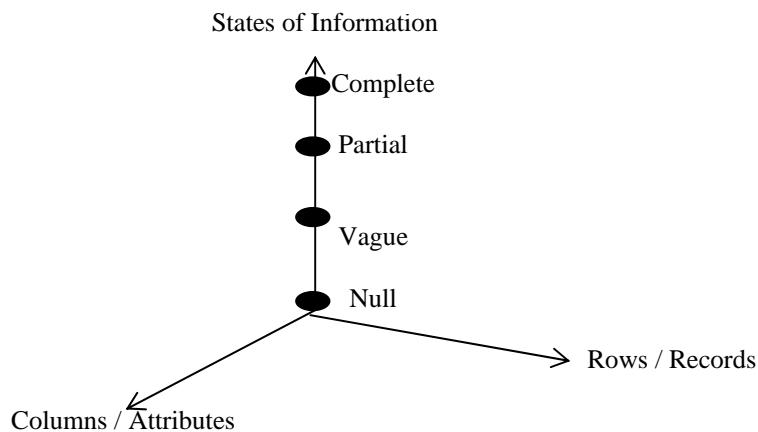 States of Information
Complete
Partial
Vague
Null
Rows / Records
Columns / Attributes